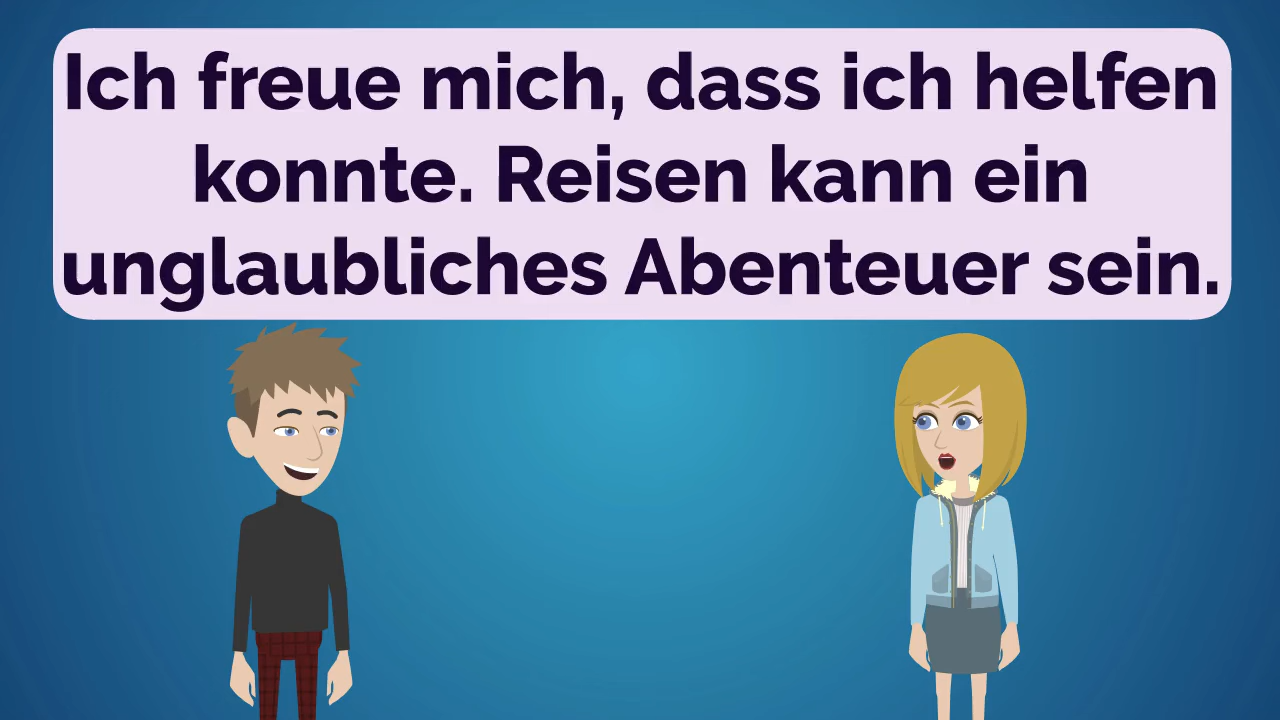 Ich freue mich, dass ich helfen
konnte. Reisen kann ein
unglaubliches Abenteuer sein.